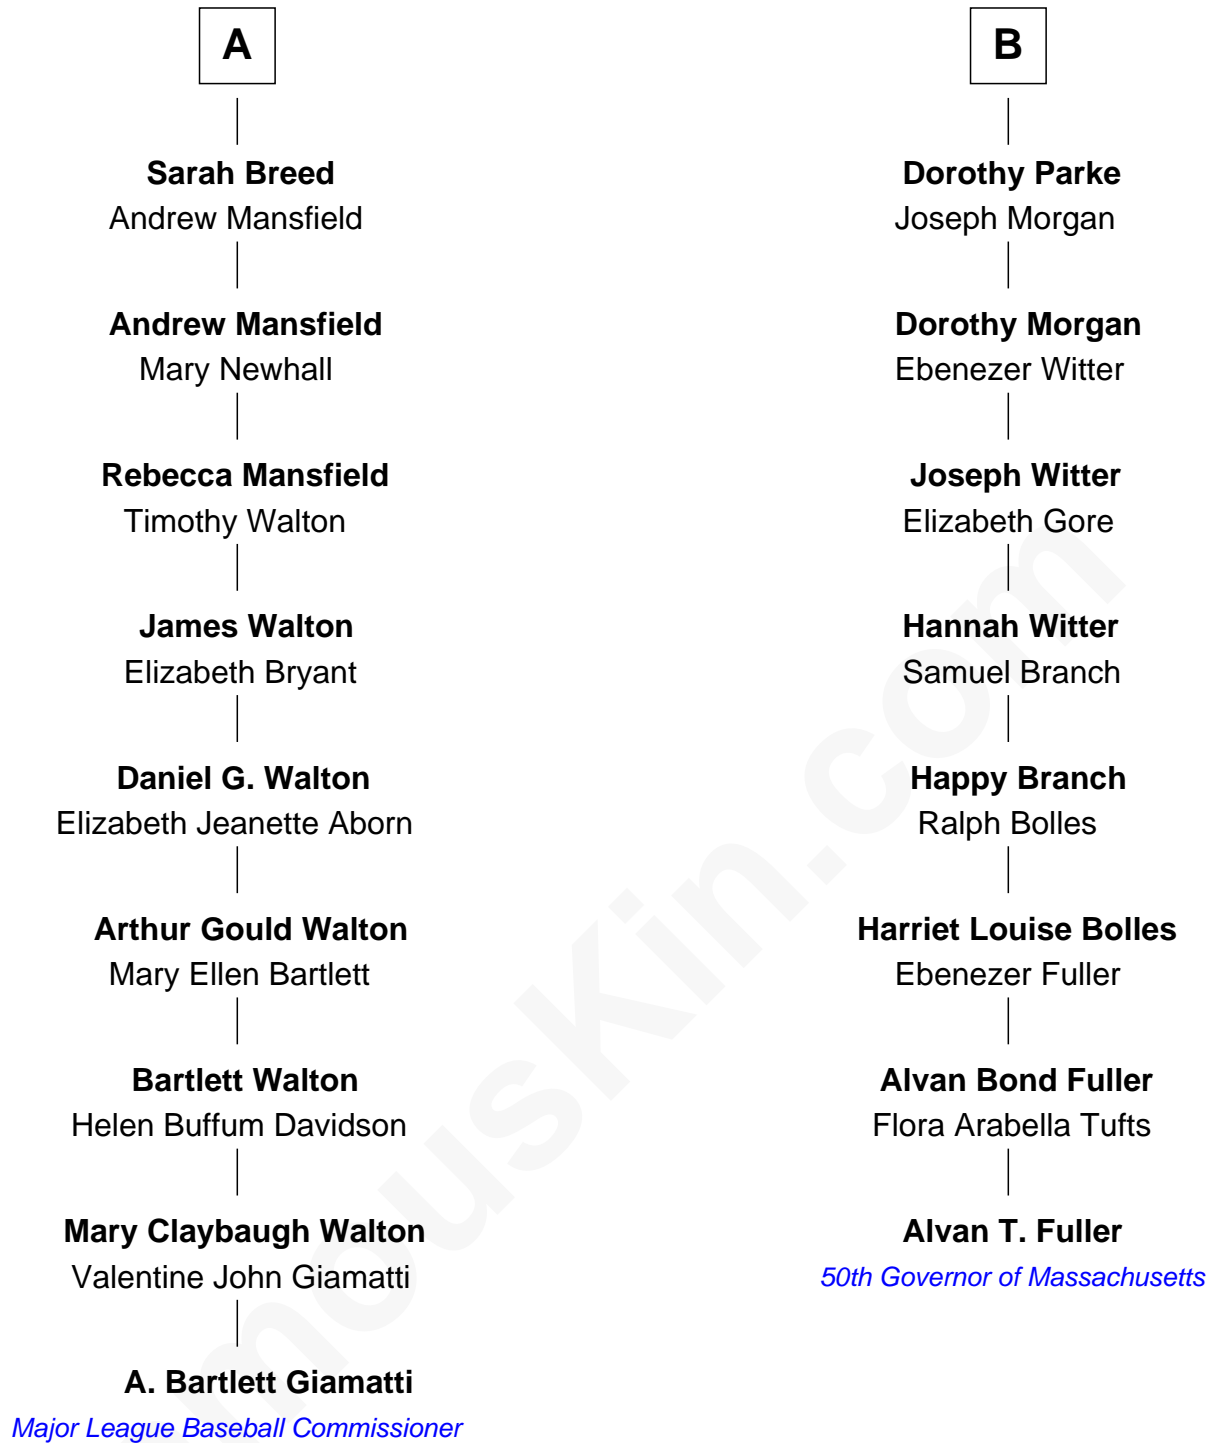 A
Sarah Breed
Andrew Mansfield
Andrew Mansfield
Mary Newhall
Rebecca Mansfield
Timothy Walton
James Walton
Elizabeth Bryant
Daniel G. Walton
Elizabeth Jeanette Aborn
Arthur Gould Walton
Mary Ellen Bartlett
Bartlett Walton
Helen Buffum Davidson
Mary Claybaugh Walton
Valentine John Giamatti
A. Bartlett Giamatti
Major League Baseball Commissioner
B
Dorothy Parke
Joseph Morgan
Dorothy Morgan
Ebenezer Witter
Joseph Witter
Elizabeth Gore
Hannah Witter
Samuel Branch
Happy Branch
Ralph Bolles
Harriet Louise Bolles
Ebenezer Fuller
Alvan Bond Fuller
Flora Arabella Tufts
Alvan T. Fuller
50th Governor of Massachusetts
mousKin.com